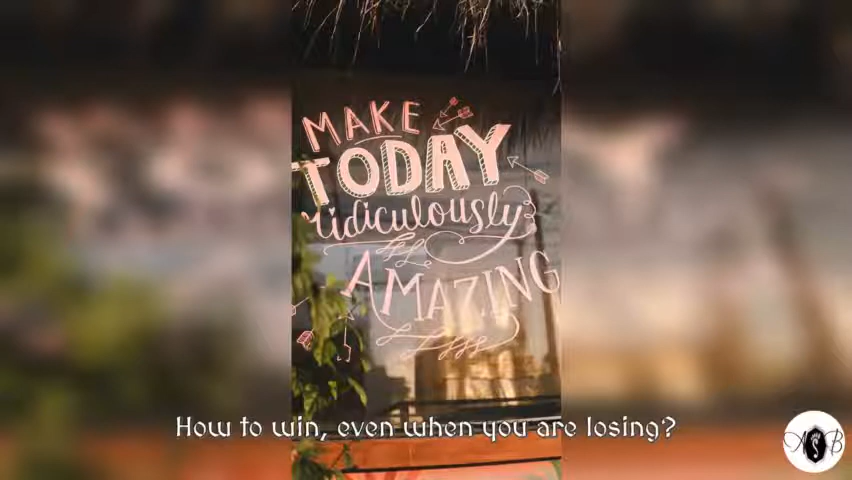 MAKE
TODAY
ridiculously
AMAZING
How to win, even when you are losing?
A B